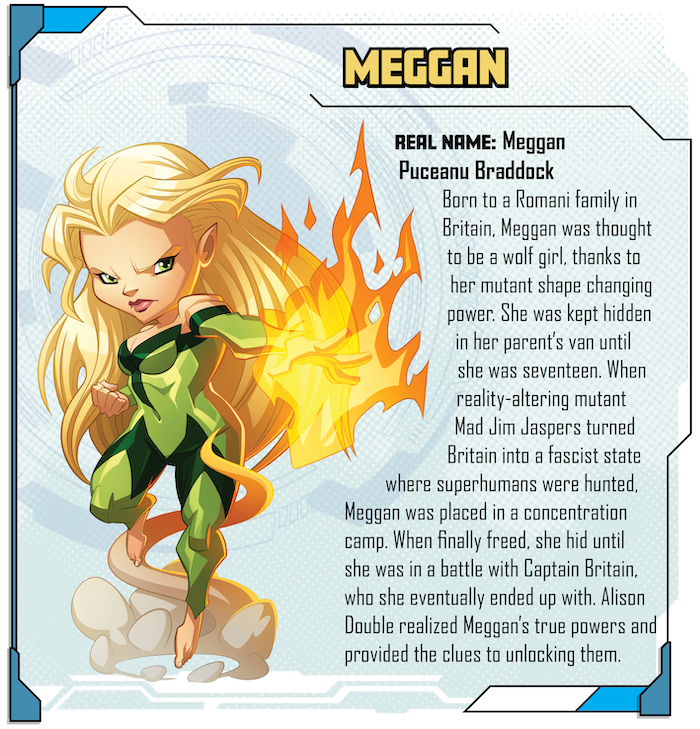 MEGGAN
REAL NAME: Meggan
Puceanu Braddock
Born to a Romani family in
Britain, Meggan was thought
to be a wolf girl, thanks to
her mutant shape changing
power. She was kept hidden
in her parent's van until
she was seventeen. When
reality-altering mutant
Mad Jim Jaspers turned
Britain into a fascist state
where superhumans were hunted,
Meggan was placed in a concentration
camp. When finally freed, she hid until
she was in a battle with Captain Britain,
who she eventually ended up with. Alison
Double realized Meggan's true powers and
provided the clues to unlocking them.